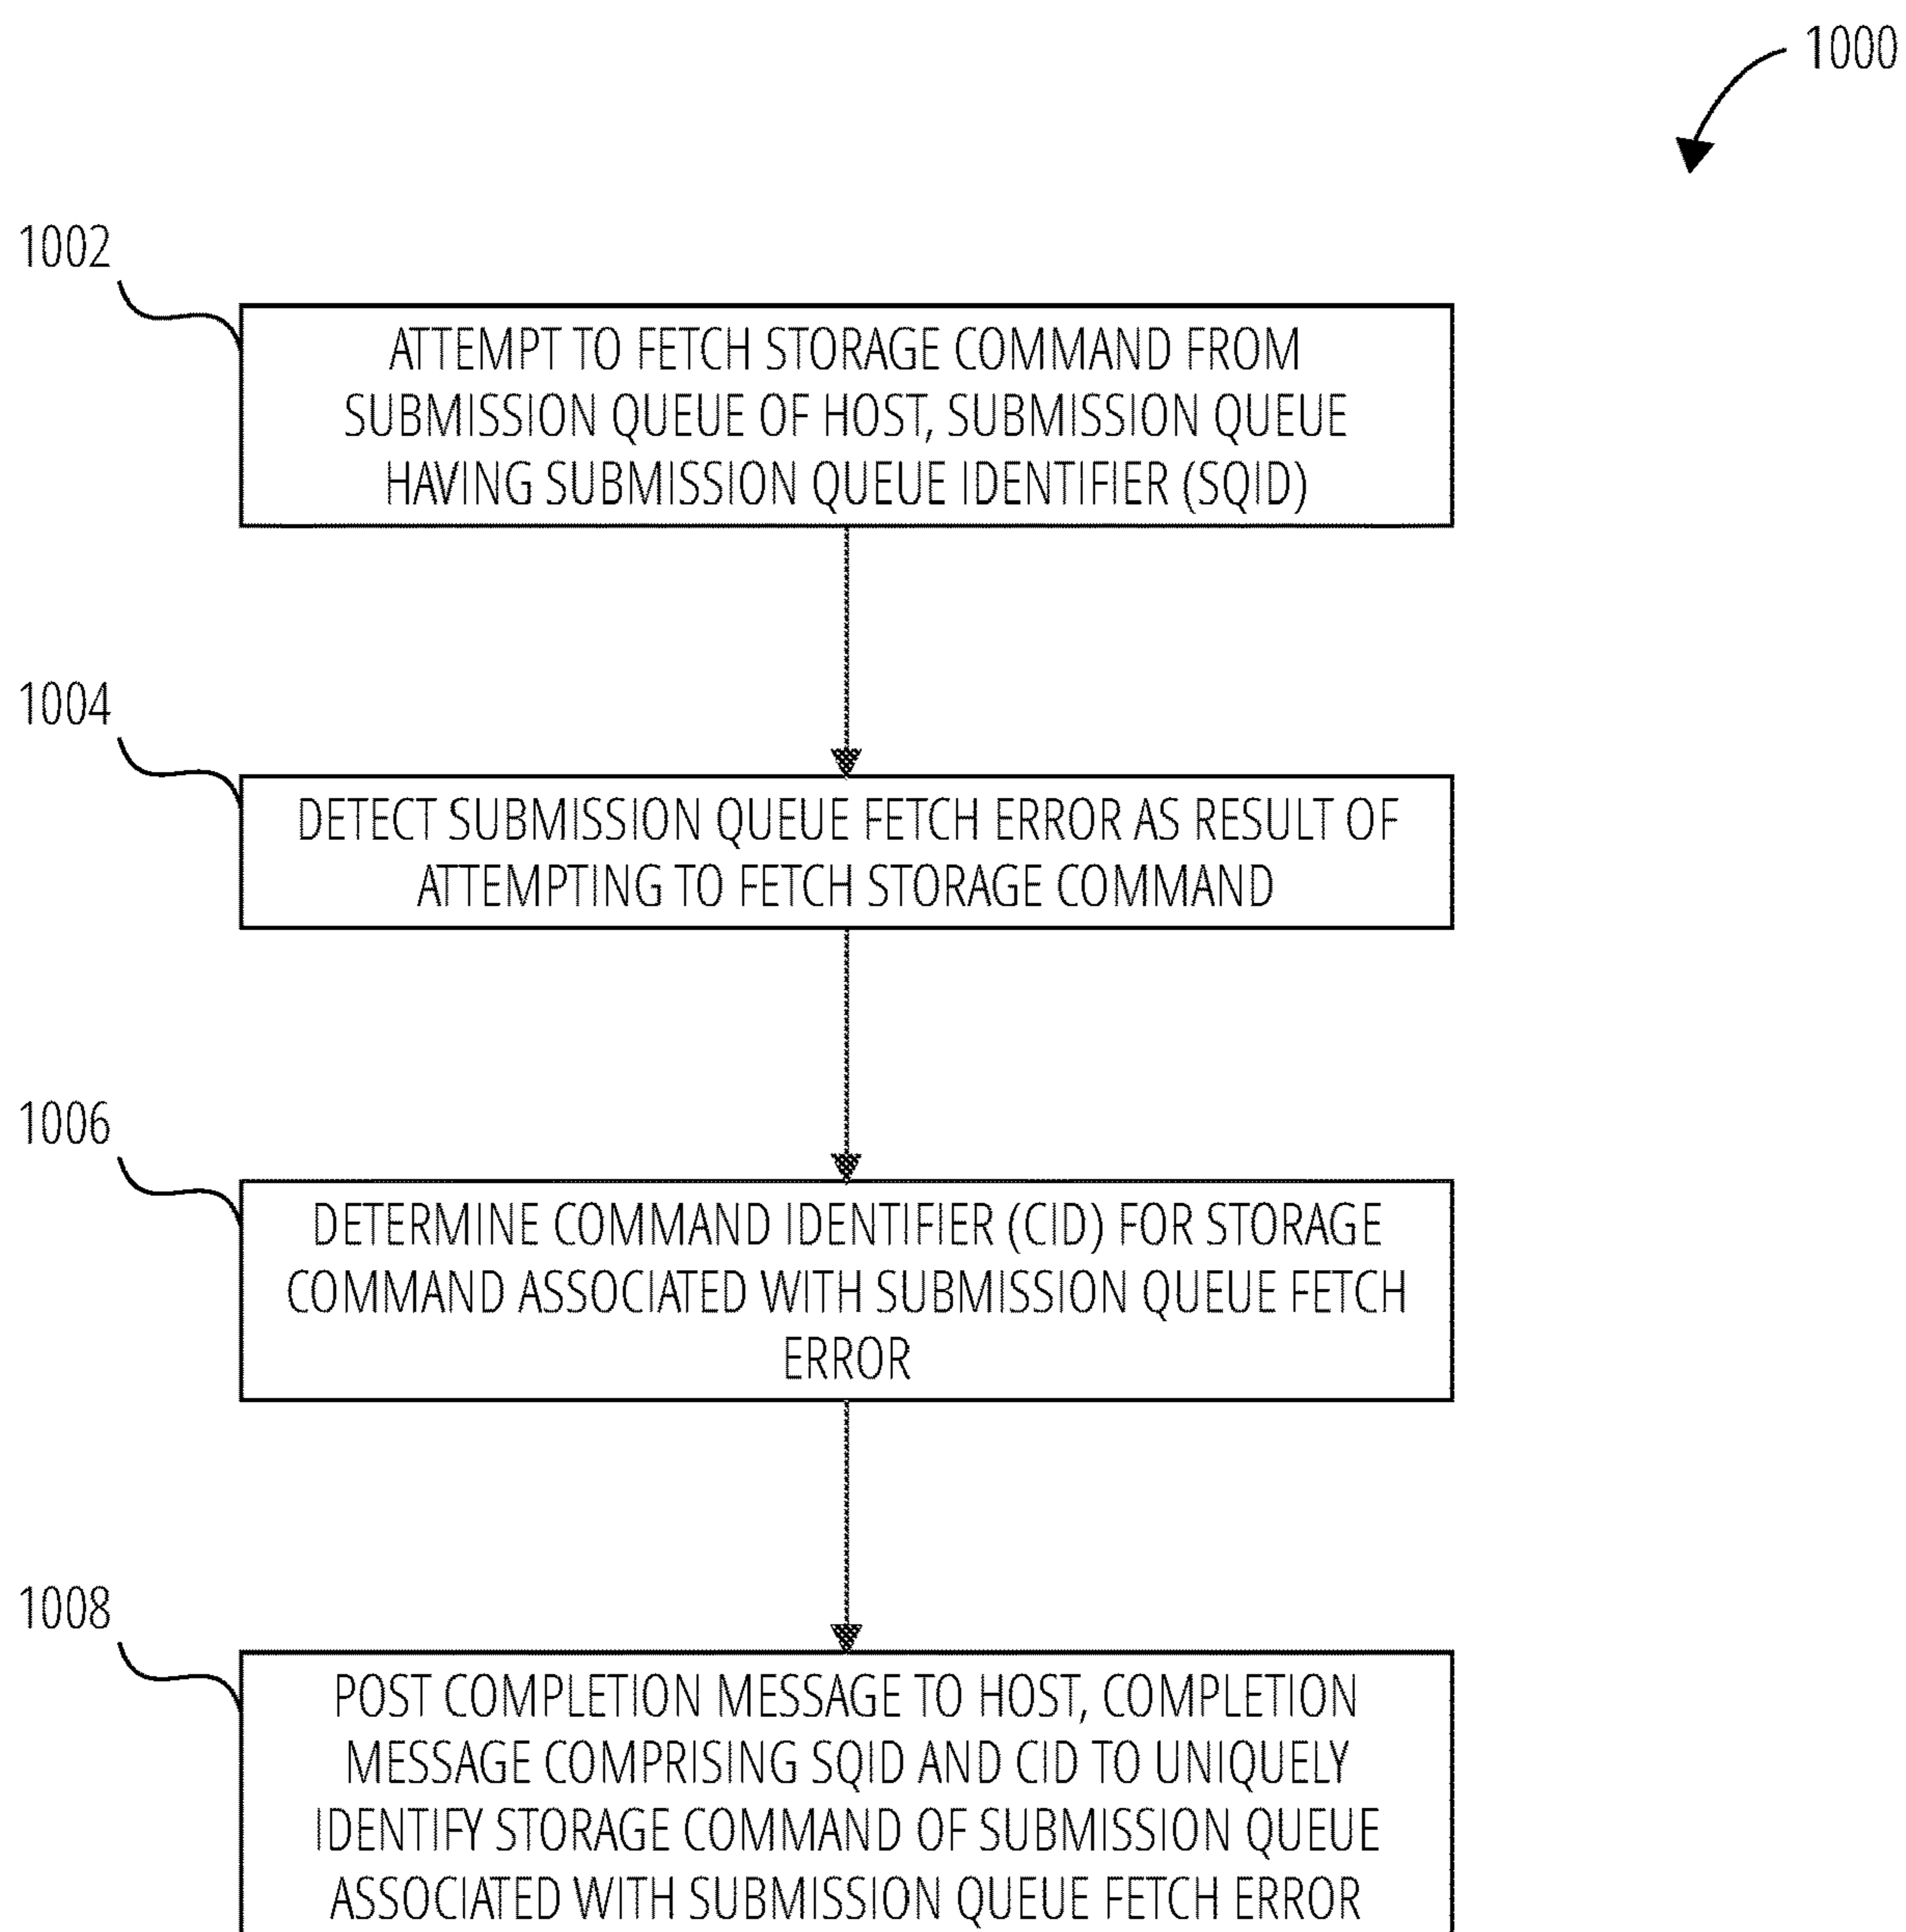 1000
1002
ATTEMPT TO FETCH STORAGE COMMAND FROM
SUBMISSION QUEUE OF HOST, SUBMISSION QUEUE
HAVING SUBMISSION QUEUE IDENTIFIER (SQID)
1004
DETECT SUBMISSION QUEUE FETCH ERROR AS RESULT OF
ATTEMPTING TO FETCH STORAGE COMMAND
1006
DETERMINE COMMAND IDENTIFIER (CID) FOR STORAGE
COMMAND ASSOCIATED WITH SUBMISSION QUEUE FETCH
ERROR
1008
POST COMPLETION MESSAGE TO HOST, COMPLETION
MESSAGE COMPRISING SQID AND CID TO UNIQUELY
IDENTIFY STORAGE COMMAND OF SUBMISSION QUEUE
ASSOCIATED WITH SUBMISSION QUEUE FETCH ERROR